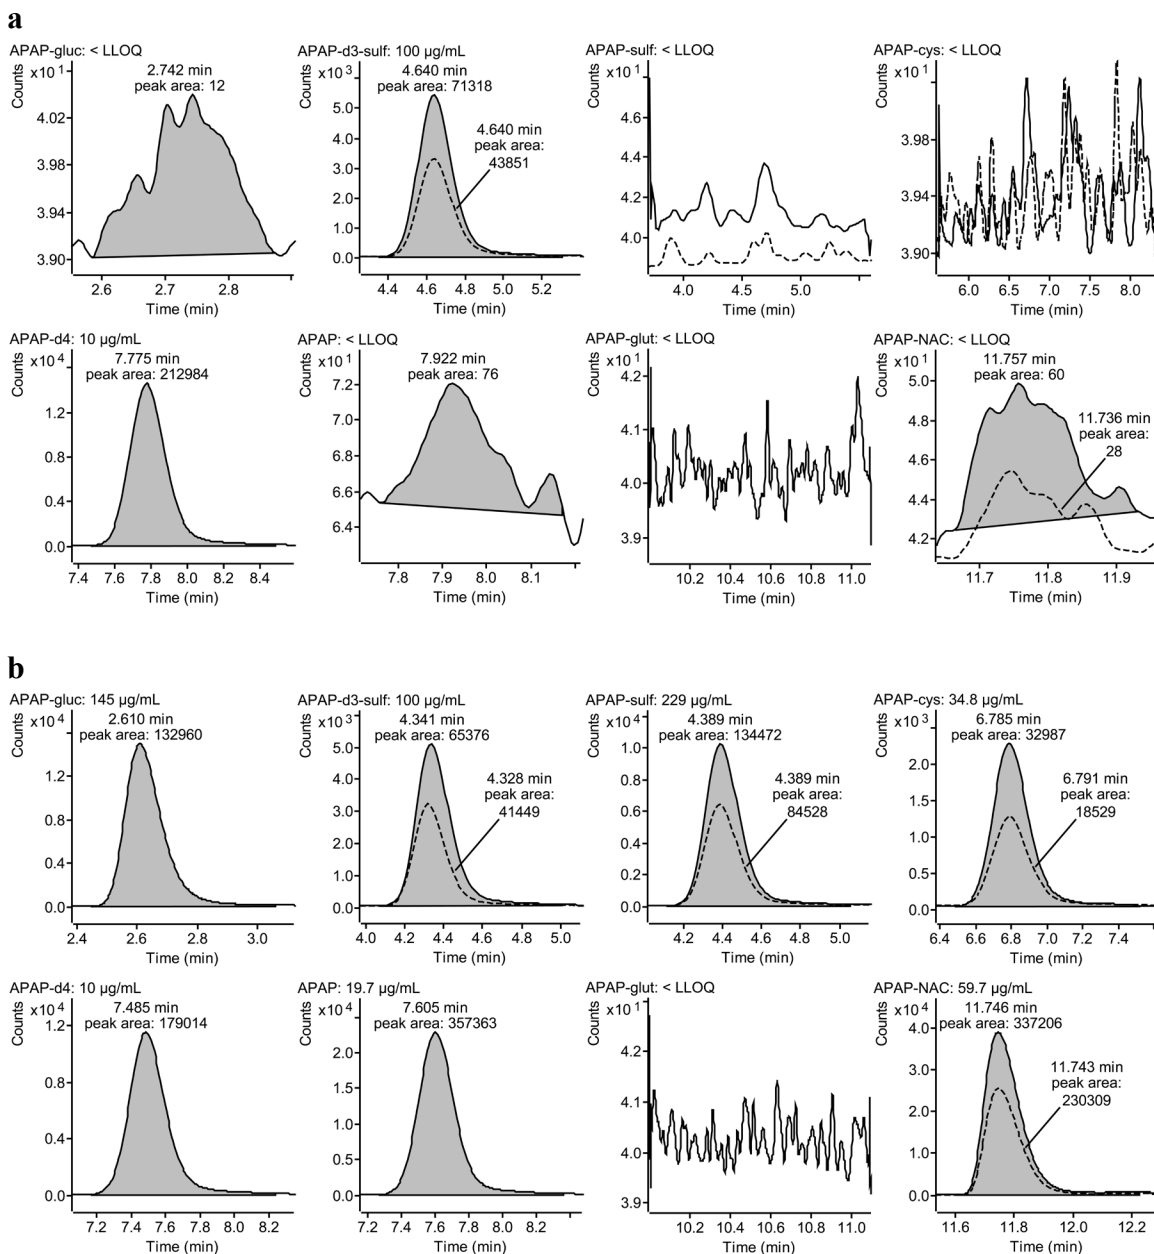 a
APAP-gluc: < LLOQ
Counts
x10¹
2.742 min
peak area: 12
4.02
3.98
3.94
3.90
2.6 2.7 2.8
Time (min)
APAP-d3-sulf: 100 µg/mL
Counts
x10³
4.640 min
peak area: 71318
4.640 min
peak area:
43851
5.0
4.0
3.0
2.0
1.0
0.0
4.4 4.6 4.8 5.0 5.2
Time (min)
APAP-sulf: < LLOQ
Counts
x10¹
4.6
4.4
4.2
4.0
4.0 4.5 5.0
Time (min)
APAP-cys: < LLOQ
Counts
x10¹
3.98
3.94
3.90
6.0 6.5 7.0 7.5 8.0
Time (min)
APAP-d4: 10 µg/mL
Counts
x10⁴
7.775 min
peak area: 212984
1.2
0.8
0.4
0.0
7.4 7.6 7.8 8.0 8.2 8.4
Time (min)
APAP: < LLOQ
Counts
x10¹
7.922 min
peak area: 76
7.2
7.0
6.8
6.6
6.4
7.8 7.9 8.0 8.1
Time (min)
APAP-glut: < LLOQ
Counts
x10¹
4.2
4.1
4.0
3.9
10.2 10.4 10.6 10.8 11.0
Time (min)
APAP-NAC: < LLOQ
Counts
x10¹
11.757 min
peak area: 60
11.736 min
peak area:
28
5.0
4.8
4.6
4.4
4.2
11.7 11.8 11.9
Time (min)
b
APAP-gluc: 145 µg/mL
Counts
x10⁴
2.610 min
peak area: 132960
1.2
0.8
0.4
0.0
2.4 2.6 2.8 3.0
Time (min)
APAP-d3-sulf: 100 µg/mL
Counts
x10³
4.341 min
peak area: 65376
4.328 min
peak area:
41449
5.0
4.0
3.0
2.0
1.0
0.0
4.0 4.2 4.4 4.6 4.8 5.0
Time (min)
APAP-sulf: 229 µg/mL
Counts
x10⁴
4.389 min
peak area: 134472
4.389 min
peak area:
84528
1.0
0.8
0.6
0.4
0.2
0.0
4.2 4.4 4.6 4.8 5.0
Time (min)
APAP-cys: 34.8 µg/mL
Counts
x10³
6.785 min
peak area: 32987
6.791 min
peak area:
18529
2.0
1.5
1.0
0.5
0.0
6.4 6.6 6.8 7.0 7.2 7.4
Time (min)
APAP-d4: 10 µg/mL
Counts
x10⁴
7.485 min
peak area: 179014
1.2
0.8
0.4
0.0
7.2 7.4 7.6 7.8 8.0 8.2
Time (min)
APAP: 19.7 µg/mL
Counts
x10⁴
7.605 min
peak area: 357363
2.0
1.5
1.0
0.5
0.0
7.2 7.4 7.6 7.8 8.0 8.2
Time (min)
APAP-glut: < LLOQ
Counts
x10¹
4.2
4.1
4.0
3.9
10.2 10.4 10.6 10.8 11.0
Time (min)
APAP-NAC: 59.7 µg/mL
Counts
x10⁴
11.746 min
peak area: 337206
11.743 min
peak area:
230309
4.0
3.0
2.0
1.0
0.0
11.6 11.8 12.0 12.2
Time (min)